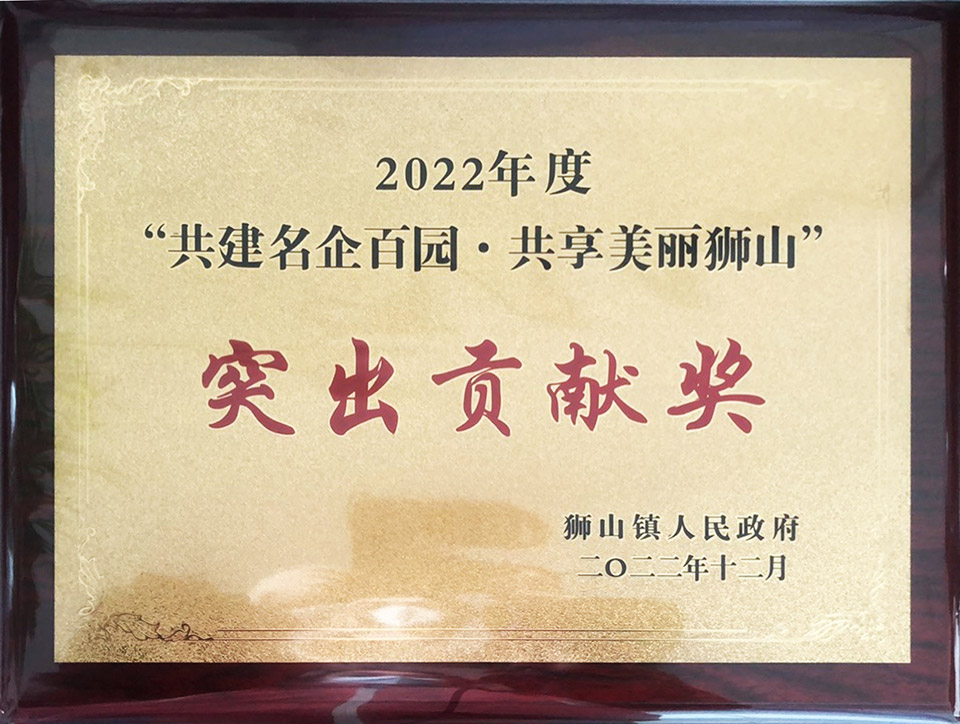 2022年度
“共建名企百园·共享美丽狮山”
突出贡献奖
狮山镇人民政府
二〇二二年十二月